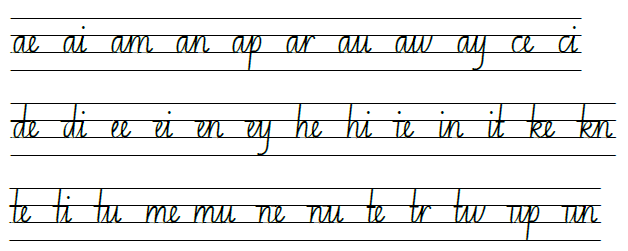 ae ai am an ap ar au aw ay ce ci
de di ee ei en ey he hi ie in it ke kn
te ti tu me mu ne nu te tr tw up un